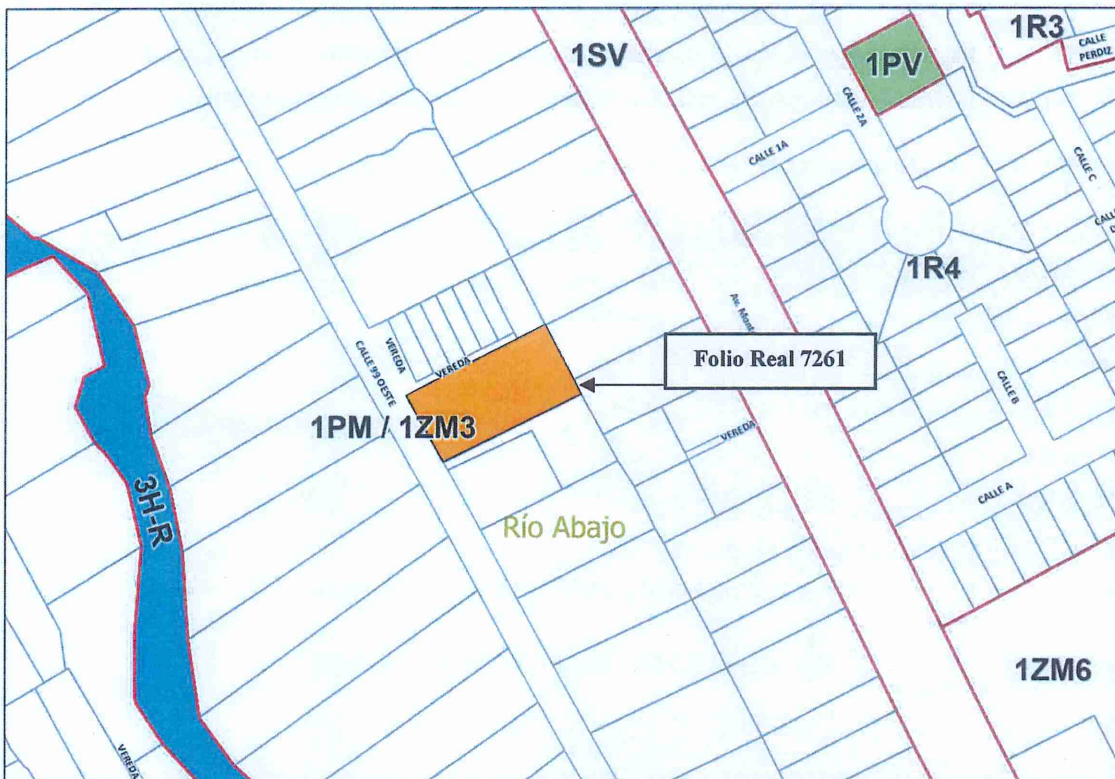 1R3
CALLE
PERDIZ
1SV
1PV
CALLE 2A
CALLE 1A
CALLE C
1R4
VEREDA
VEREDA
CALLE 99 OESTE
Folio Real 7261
CALLE B
1PM / 1ZM3
VEREDA
3H-R
Río Abajo
CALLE A
1ZM6
VEREDA